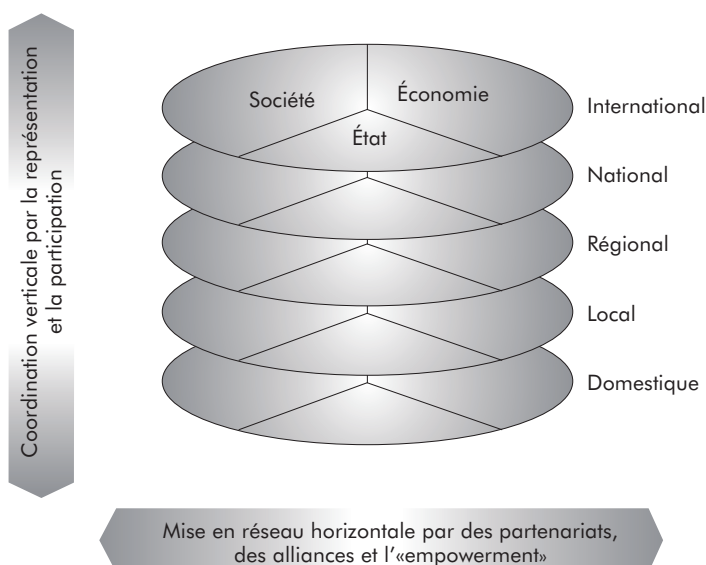 Coordination verticale par la représentation
et la participation
Société
Économie
État
International
National
Régional
Local
Domestique
Mise en réseau horizontale par des partenariats,
des alliances et l'«empowerment»